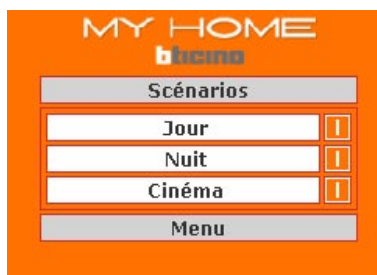 MY HOME
bticino
Scénarios
Jour
I
Nuit
I
Cinéma
I
Menu